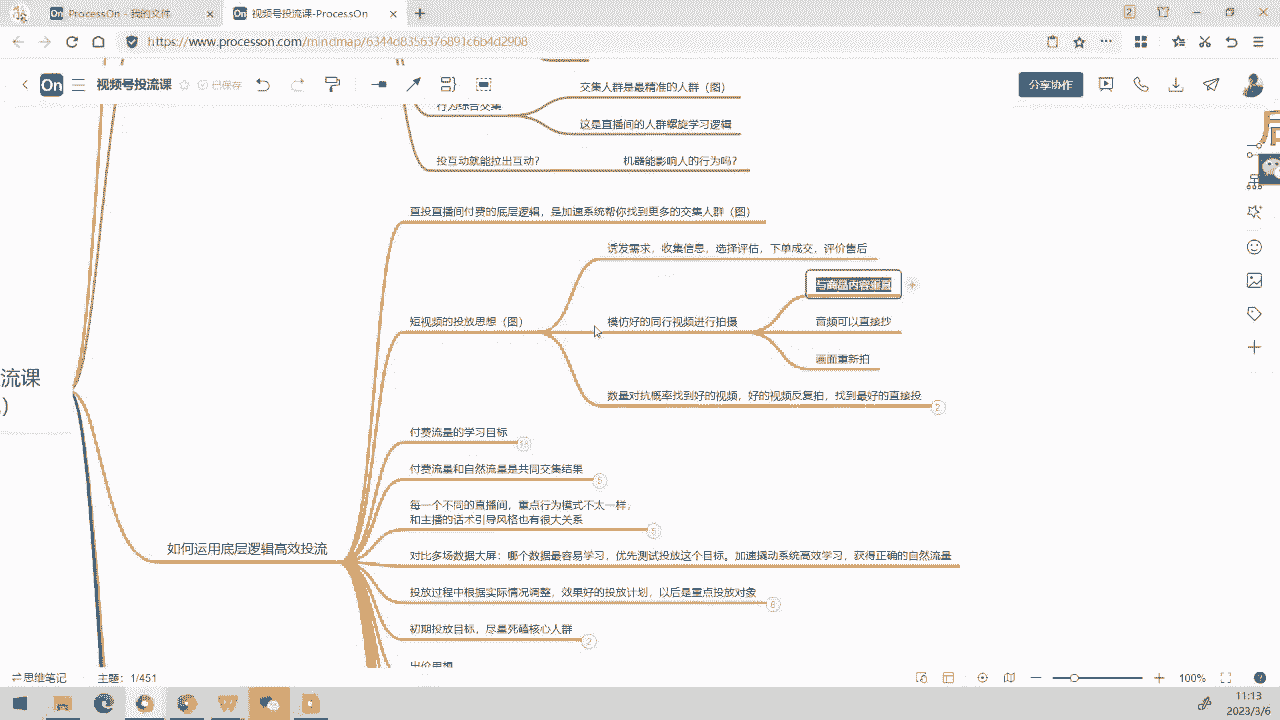 ProcessOn - 我的文件
视频号投流课-ProcessOn
2
https://www.processon.com/mindmap/6344d8356376891c6b4d2908
On
视频号投流课
已保存
分享协作
行为综合交集
交集人群是最精准的人群（图）
这是直播间的人群螺旋学习逻辑
投互动就能拉出互动？
机器能影响人的行为吗？
直投直播间付费的底层逻辑，是加速系统帮你找到更多的交集人群（图）
诱发需求，收集信息，选择评估，下单成交，评价售后
短视频的投放思想（图）
模仿好的同行视频进行拍摄
音频可以直接抄
画面重新拍
数量对抗概率找到好的视频，好的视频反复拍，找到最好的直接投
2
流课
）
付费流量的学习目标
付费流量和自然流量是共同交集结果
5
每一个不同的直播间，重点行为模式不太一样，
和主播的话术引导风格也有很大关系
5
如何运用底层逻辑高效投流
对比多场数据大屏：哪个数据最容易学习，优先测试投放这个目标。加速撬动系统高效学习，获得正确的自然流量
投放过程中根据实际情况调整，效果好的投放计划，以后是重点投放对象
6
初期投放目标，尽量死磕核心人群
2
出价思想
思维笔记
主题：1/451
100%
11:13
2023/3/6